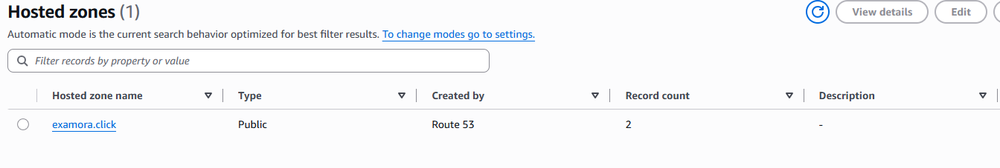 Hosted zones (1)
View details
Edit
Automatic mode is the current search behavior optimized for best filter results. To change modes go to settings.
Filter records by property or value
Hosted zone name Type Created by Record count Description
examora.click Public Route 53 2 -